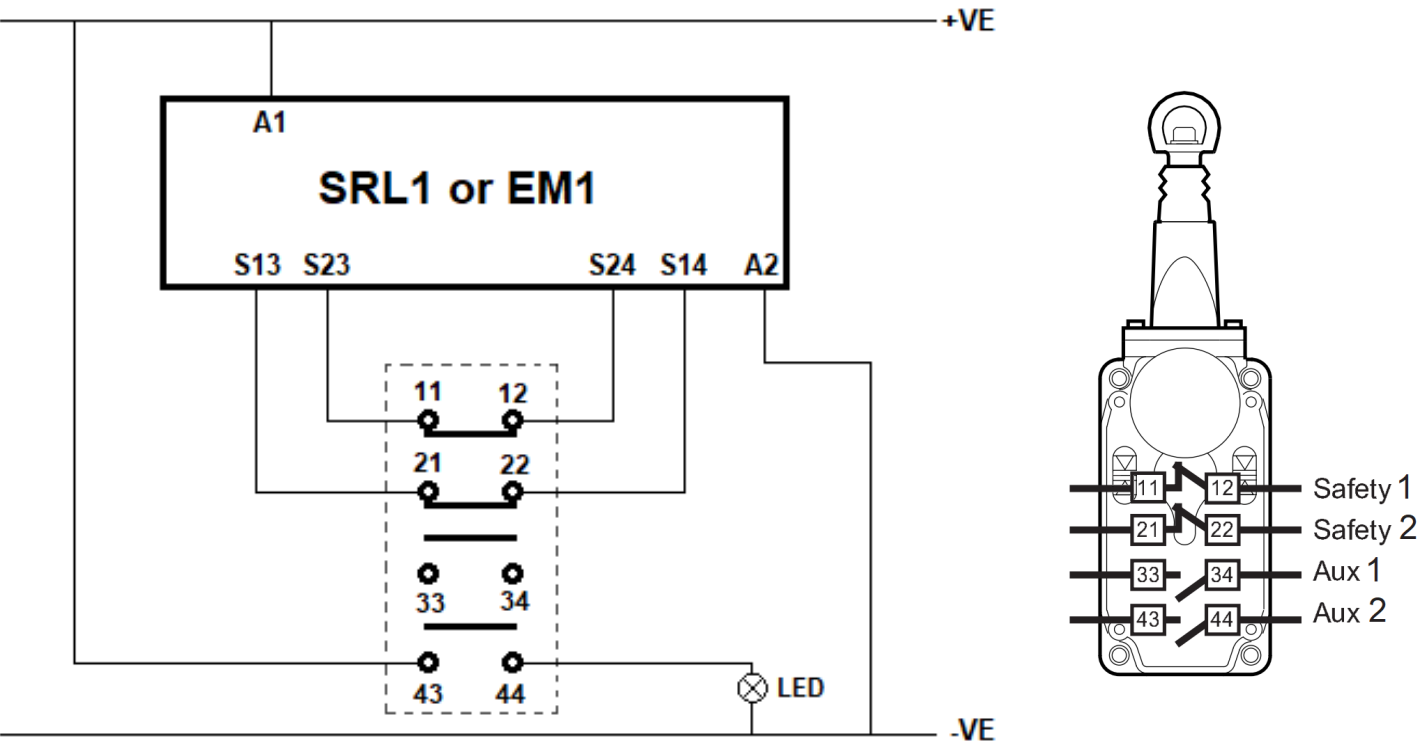 +VE
A1
SRL1 or EM1
S13 S23 S24 S14 A2
11 12
21 22
33 34
43 44
LED
-VE
11 12 Safety 1
21 22 Safety 2
33 34 Aux 1
43 44 Aux 2